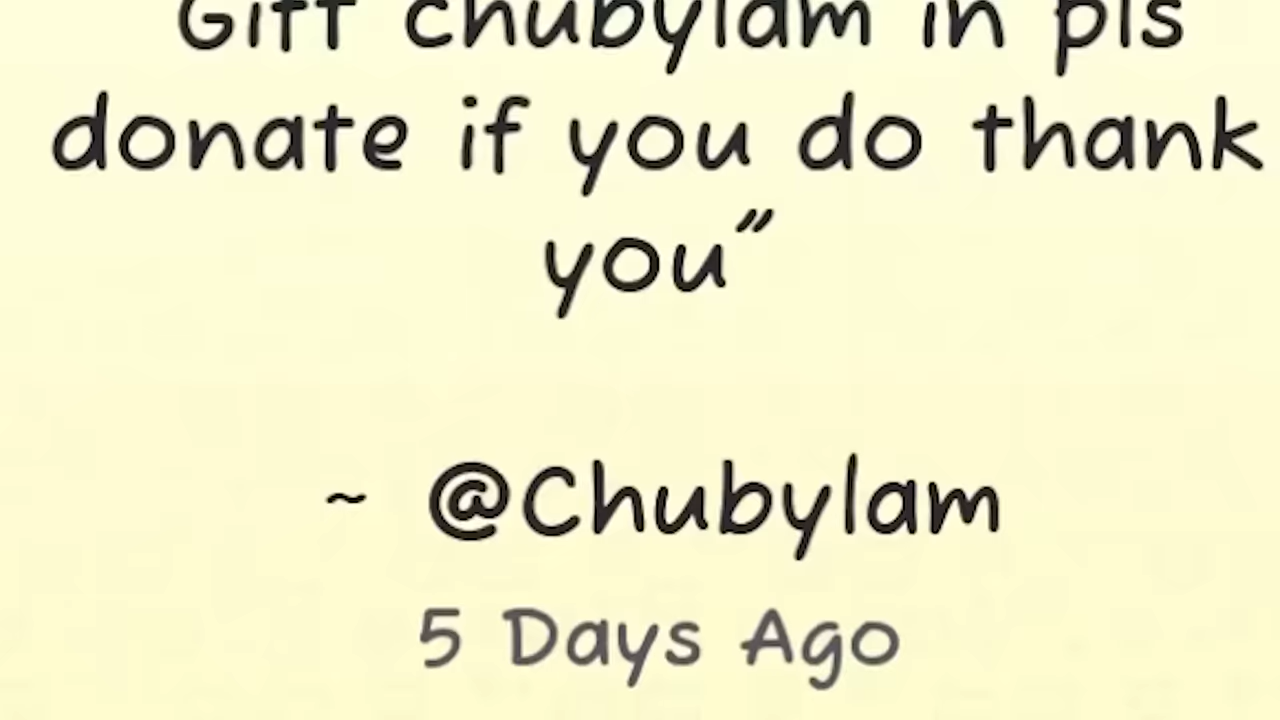 Gift chubylam in pls
donate if you do thank
you”
~ @Chubylam
5 Days Ago